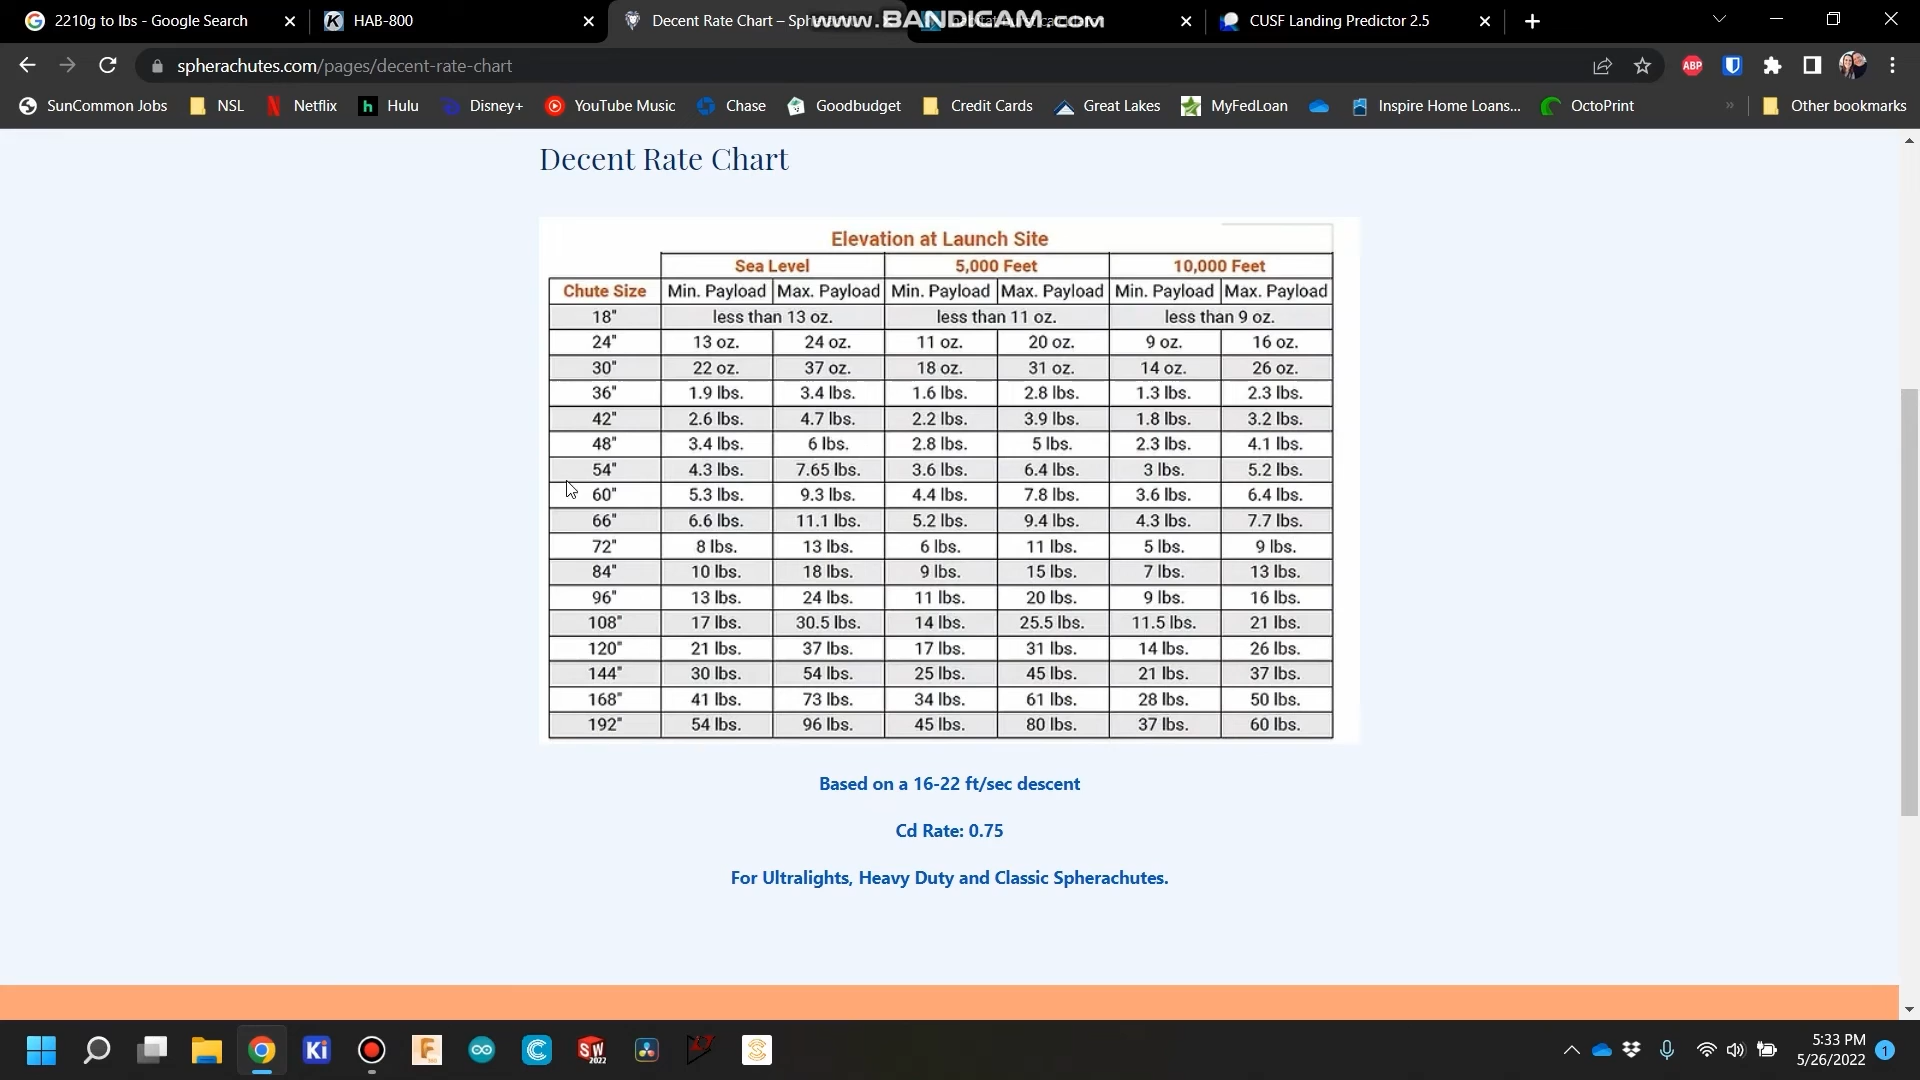 2210g to lbs - Google Search HAB-800 Decent Rate Chart – Sph CUSF Landing Predictor 2.5
www.BANDICAM.com
spherachutes.com/pages/decent-rate-chart ABP
SunCommon Jobs NSL Netflix Hulu Disney+ YouTube Music Chase Goodbudget Credit Cards Great Lakes MyFedLoan Inspire Home Loans... OctoPrint » Other bookmarks
Decent Rate Chart
Elevation at Launch Site
Sea Level 5,000 Feet 10,000 Feet
Chute Size Min. Payload Max. Payload Min. Payload Max. Payload Min. Payload Max. Payload
18" less than 13 oz. less than 11 oz. less than 9 oz.
24" 13 oz. 24 oz. 11 oz. 20 oz. 9 oz. 16 oz.
30" 22 oz. 37 oz. 18 oz. 31 oz. 14 oz. 26 oz.
36" 1.9 lbs. 3.4 lbs. 1.6 lbs. 2.8 lbs. 1.3 lbs. 2.3 lbs.
42" 2.6 lbs. 4.7 lbs. 2.2 lbs. 3.9 lbs. 1.8 lbs. 3.2 lbs.
48" 3.4 lbs. 6 lbs. 2.8 lbs. 5 lbs. 2.3 lbs. 4.1 lbs.
54" 4.3 lbs. 7.65 lbs. 3.6 lbs. 6.4 lbs. 3 lbs. 5.2 lbs.
60" 5.3 lbs. 9.3 lbs. 4.4 lbs. 7.8 lbs. 3.6 lbs. 6.4 lbs.
66" 6.6 lbs. 11.1 lbs. 5.2 lbs. 9.4 lbs. 4.3 lbs. 7.7 lbs.
72" 8 lbs. 13 lbs. 6 lbs. 11 lbs. 5 lbs. 9 lbs.
84" 10 lbs. 18 lbs. 9 lbs. 15 lbs. 7 lbs. 13 lbs.
96" 13 lbs. 24 lbs. 11 lbs. 20 lbs. 9 lbs. 16 lbs.
108" 17 lbs. 30.5 lbs. 14 lbs. 25.5 lbs. 11.5 lbs. 21 lbs.
120" 21 lbs. 37 lbs. 17 lbs. 31 lbs. 14 lbs. 26 lbs.
144" 30 lbs. 54 lbs. 25 lbs. 45 lbs. 21 lbs. 37 lbs.
168" 41 lbs. 73 lbs. 34 lbs. 61 lbs. 28 lbs. 50 lbs.
192" 54 lbs. 96 lbs. 45 lbs. 80 lbs. 37 lbs. 60 lbs.
Based on a 16-22 ft/sec descent
Cd Rate: 0.75
For Ultralights, Heavy Duty and Classic Spherachutes.
Ki F C SW 2022 S 5:33 PM
5/26/2022 1